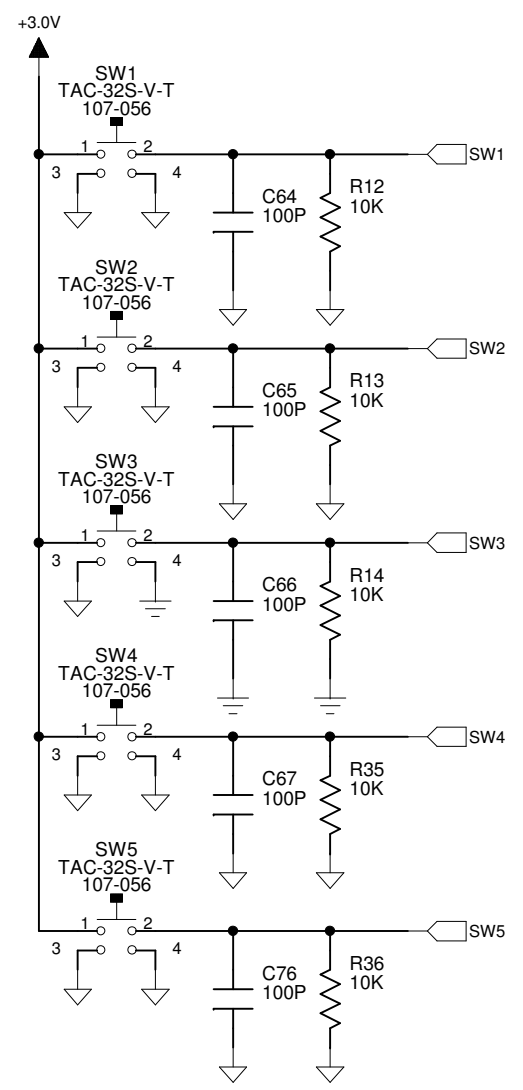 +3.0V
SW1
TAC-32S-V-T
107-056
1 2
3 4
SW1
C64
100P
R12
10K
SW2
TAC-32S-V-T
107-056
1 2
3 4
SW2
C65
100P
R13
10K
SW3
TAC-32S-V-T
107-056
1 2
3 4
SW3
C66
100P
R14
10K
SW4
TAC-32S-V-T
107-056
1 2
3 4
SW4
C67
100P
R35
10K
SW5
TAC-32S-V-T
107-056
1 2
3 4
SW5
C76
100P
R36
10K